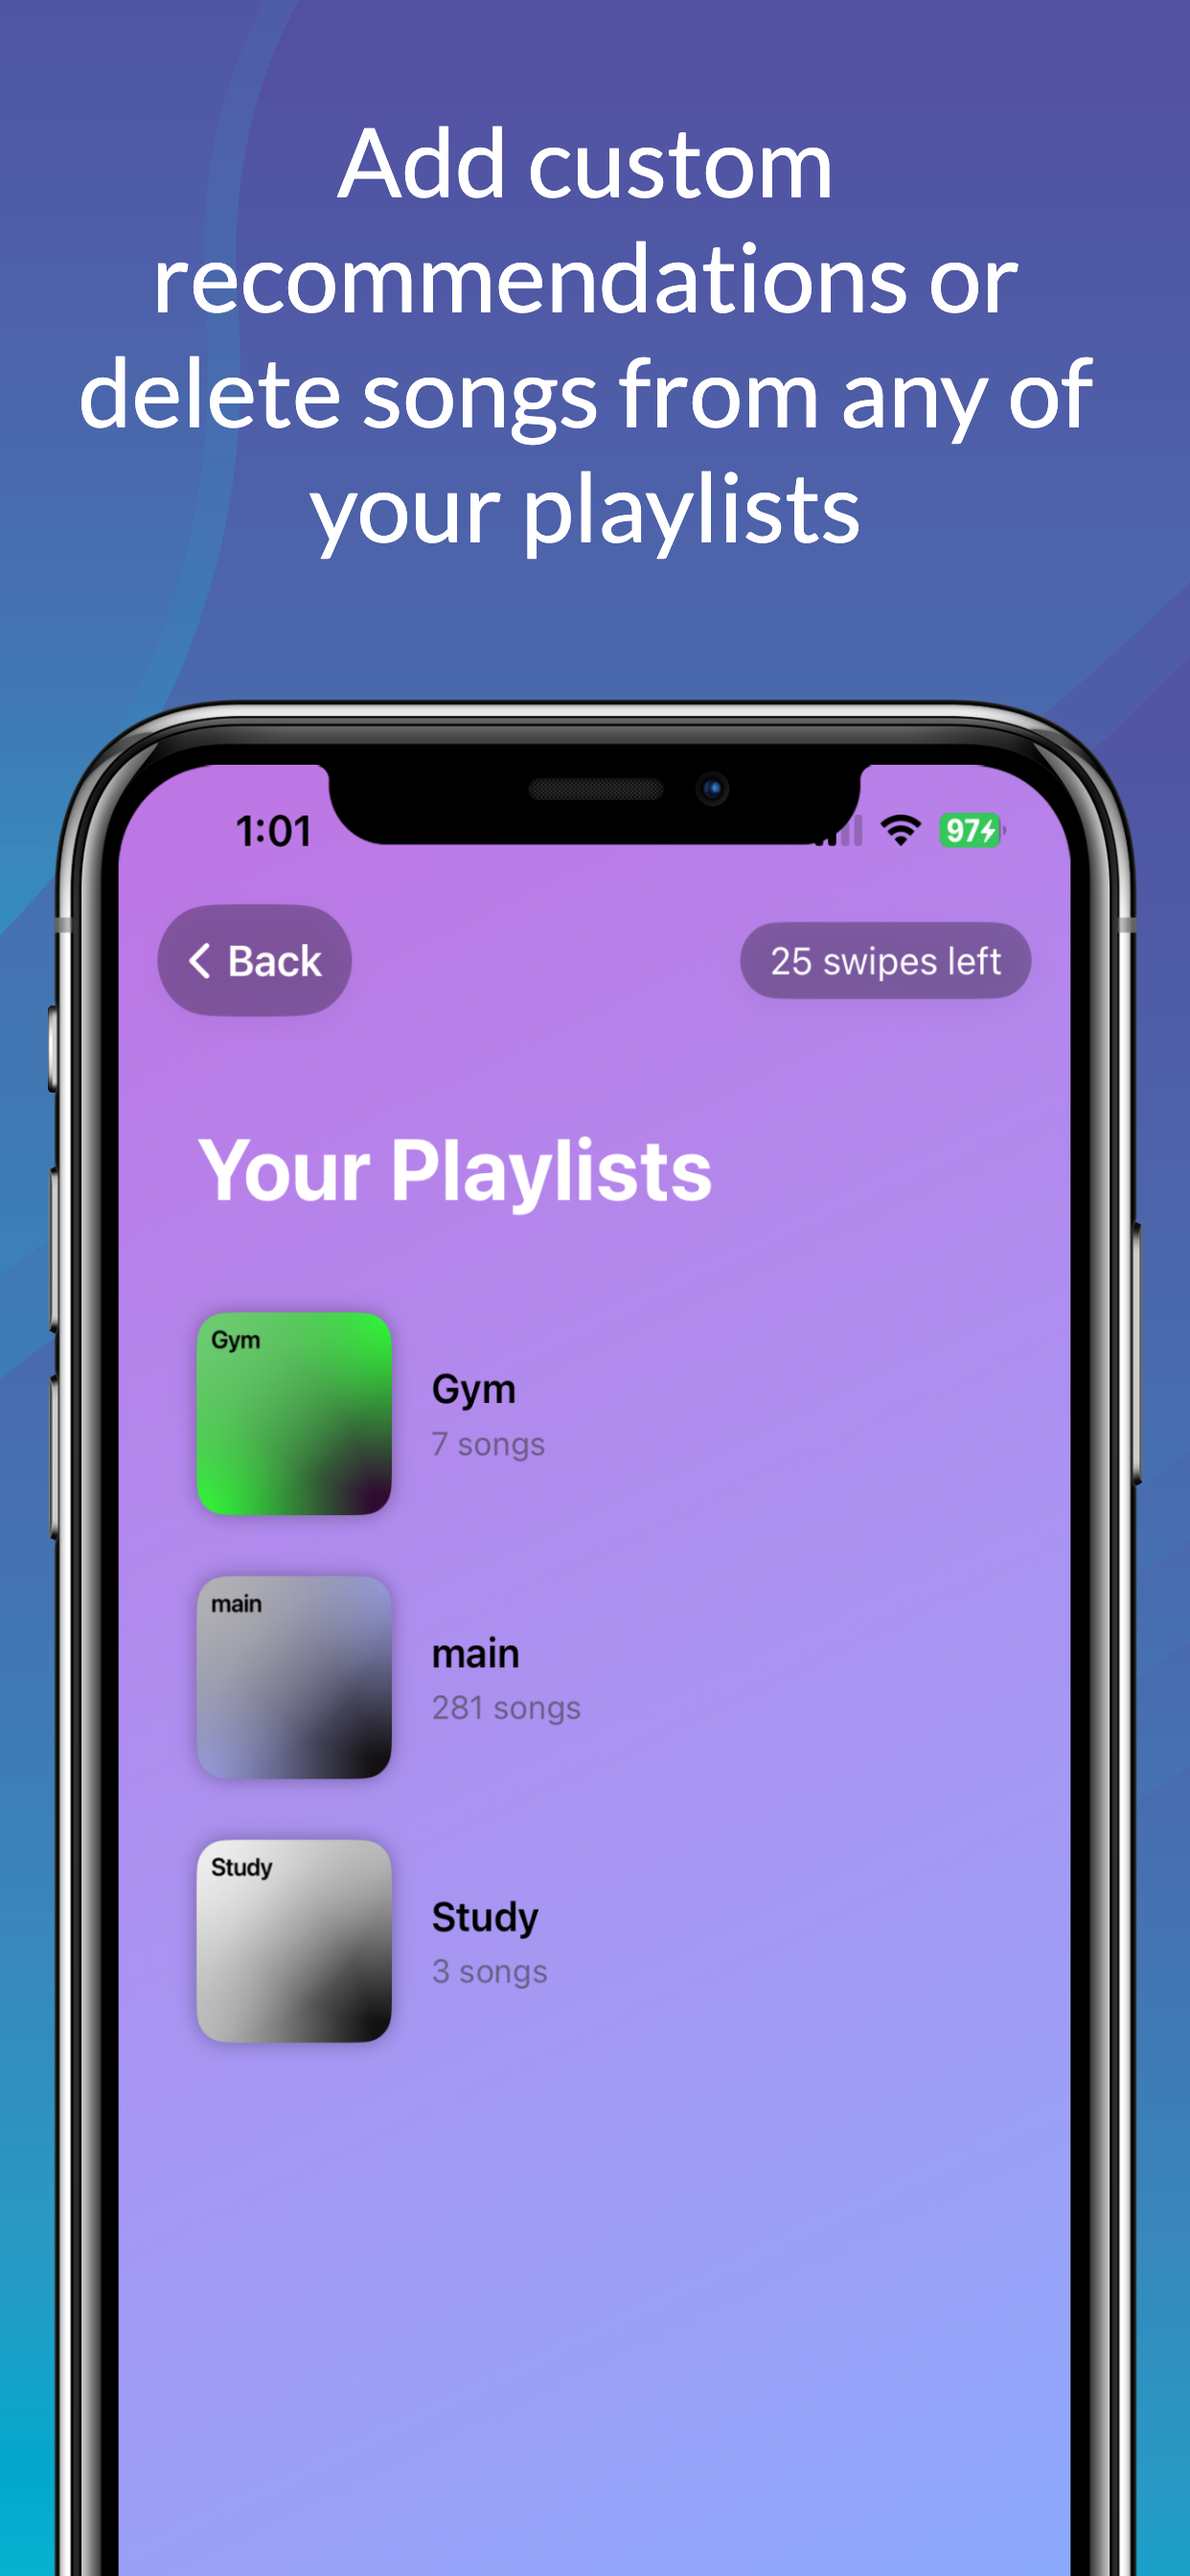 Add custom
recommendations or
delete songs from any of
your playlists
1:01
97
Back
25 swipes left
Your Playlists
Gym
Gym
7 songs
main
main
281 songs
Study
Study
3 songs